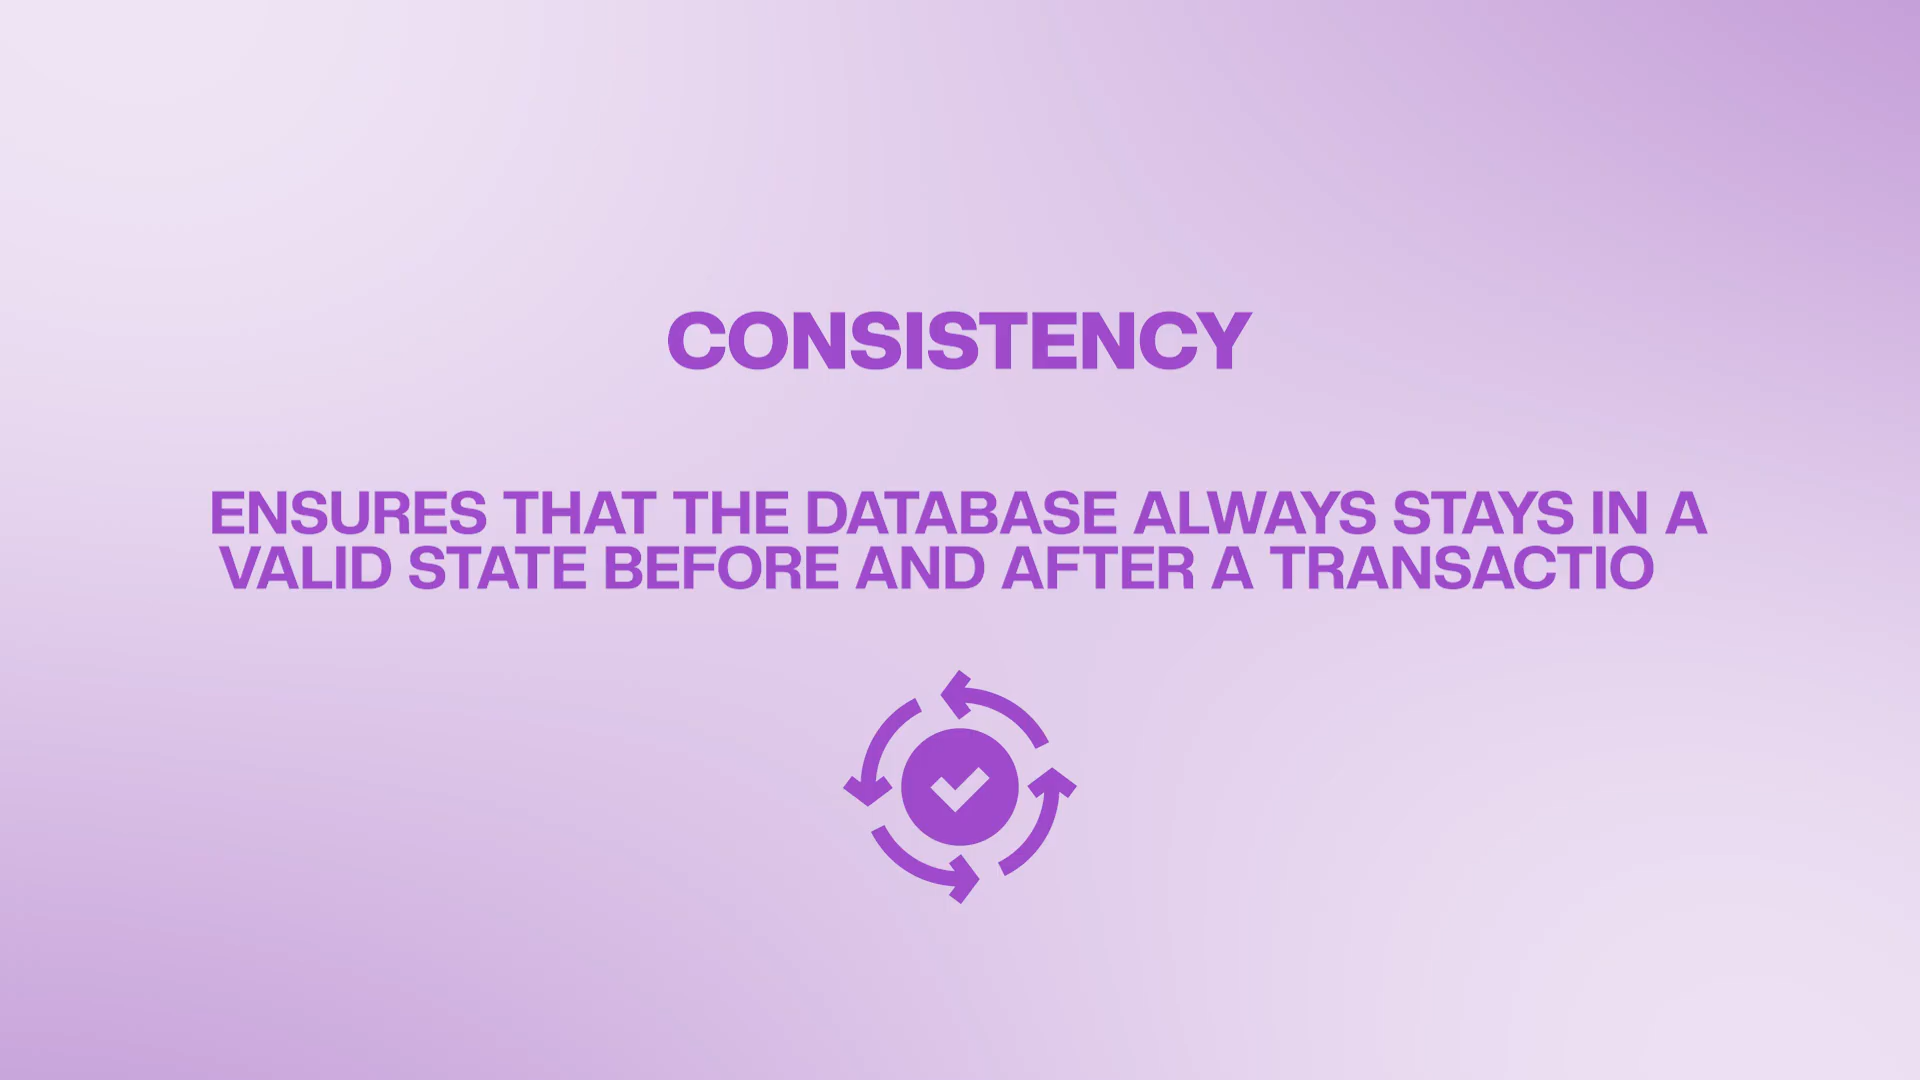 CONSISTENCY
ENSURES THAT THE DATABASE ALWAYS STAYS IN A
VALID STATE BEFORE AND AFTER A TRANSACTIO